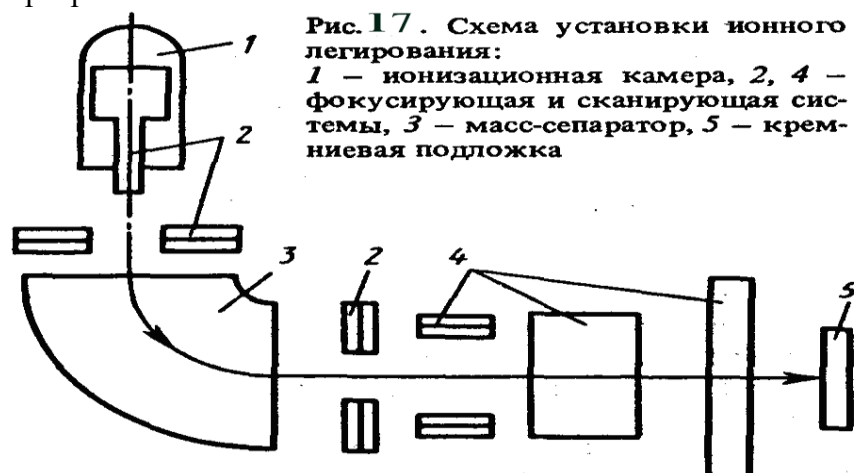 Рис. 17. Схема установки ионного
легирования:
1 — ионизационная камера, 2, 4 —
фокусирующая и сканирующая сис-
темы, 3 — масс-сепаратор, 5 — крем-
ниевая подложка
1
2
3
2
4
5